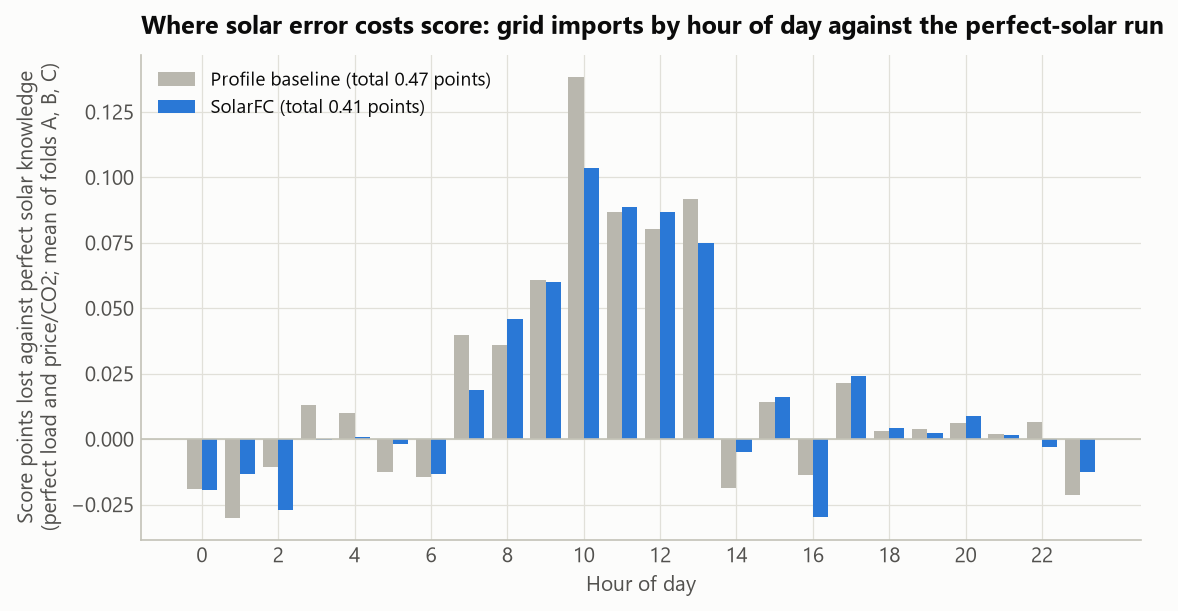 Where solar error costs score: grid imports by hour of day against the perfect-solar run
Score points lost against perfect solar knowledge
(perfect load and price/CO2; mean of folds A, B, C)
Profile baseline (total 0.47 points)
SolarFC (total 0.41 points)
0.125
0.100
0.075
0.050
0.025
0.000
−0.025
0 2 4 6 8 10 12 14 16 18 20 22
Hour of day